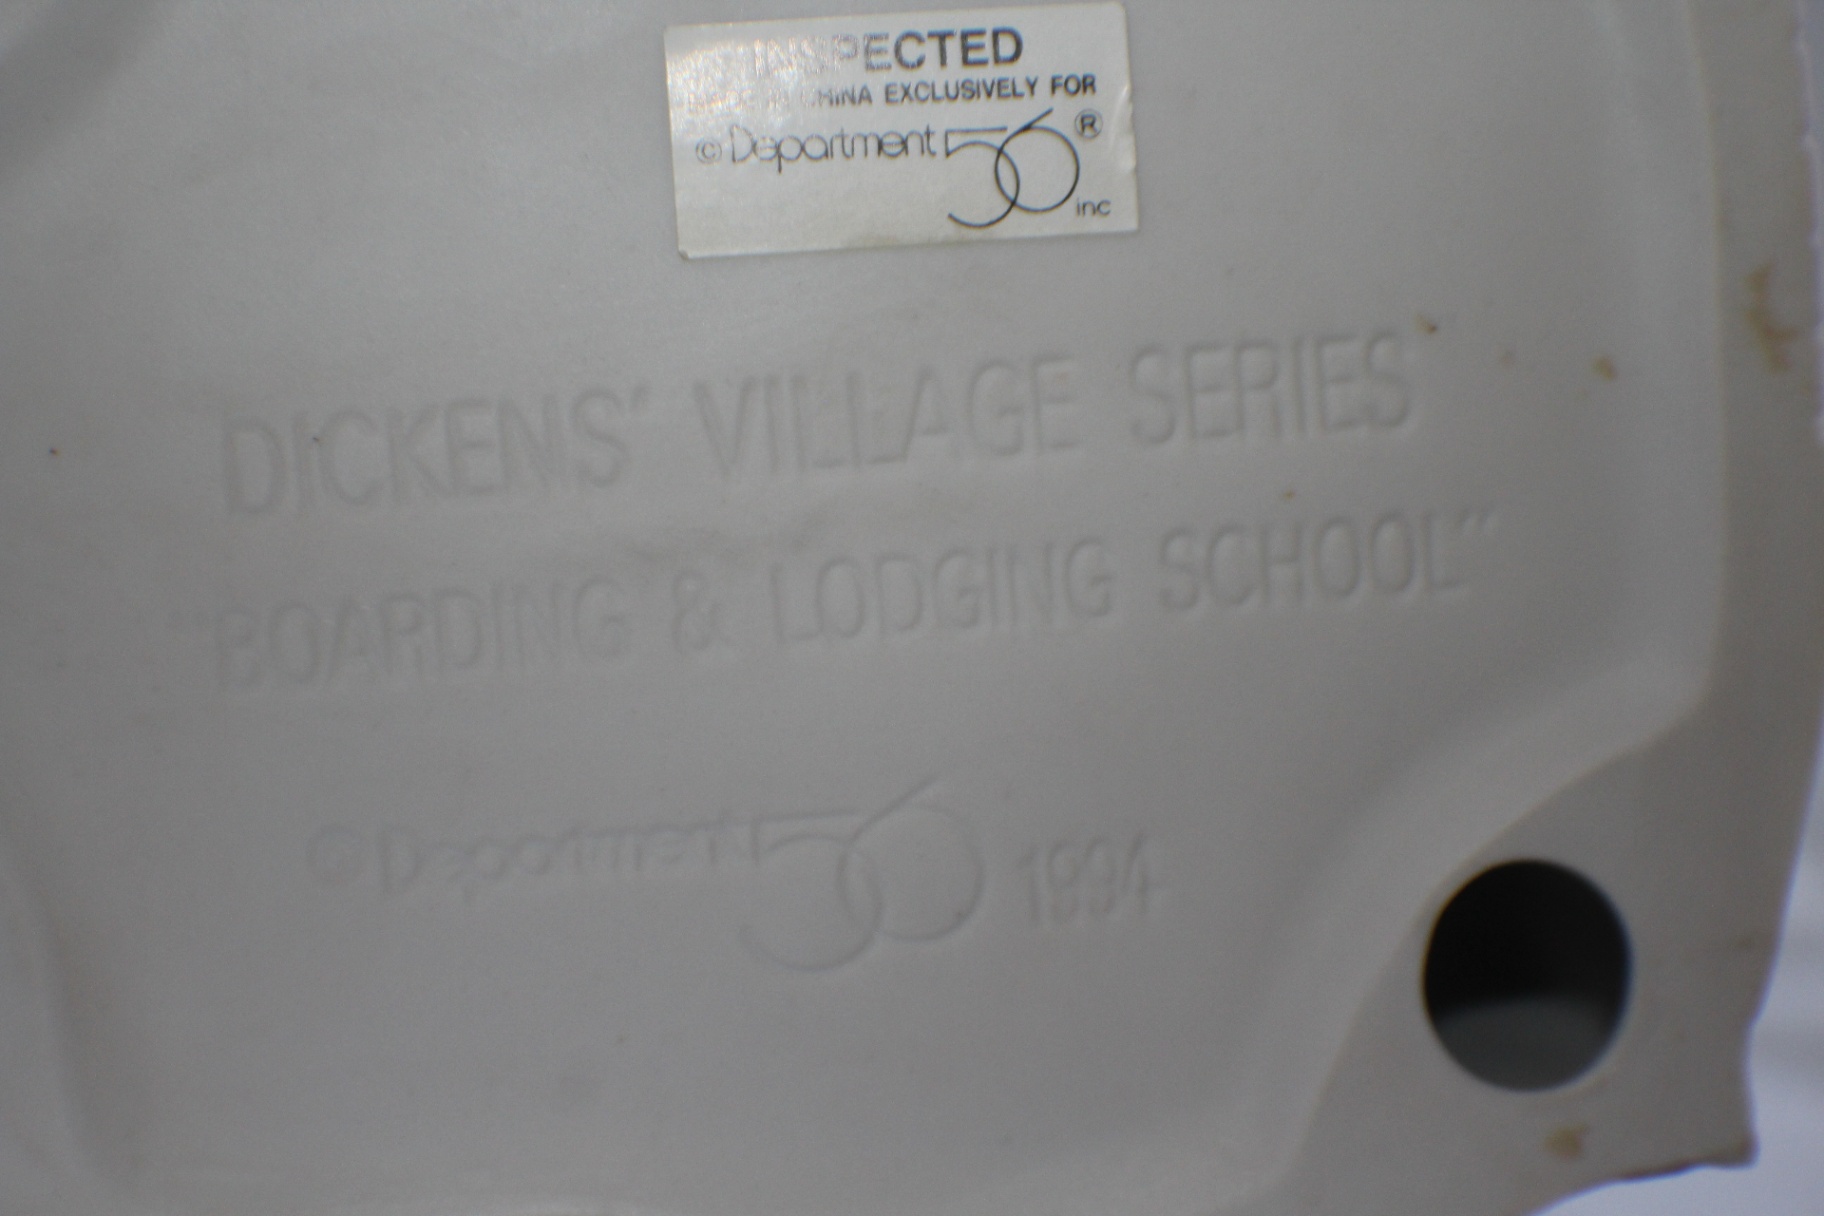 INSPECTED
CHINA EXCLUSIVELY FOR
© Department 56 ®
inc
DICKENS' VILLAGE SERIES
"BOARDING & LODGING SCHOOL"
© Department 56 1994